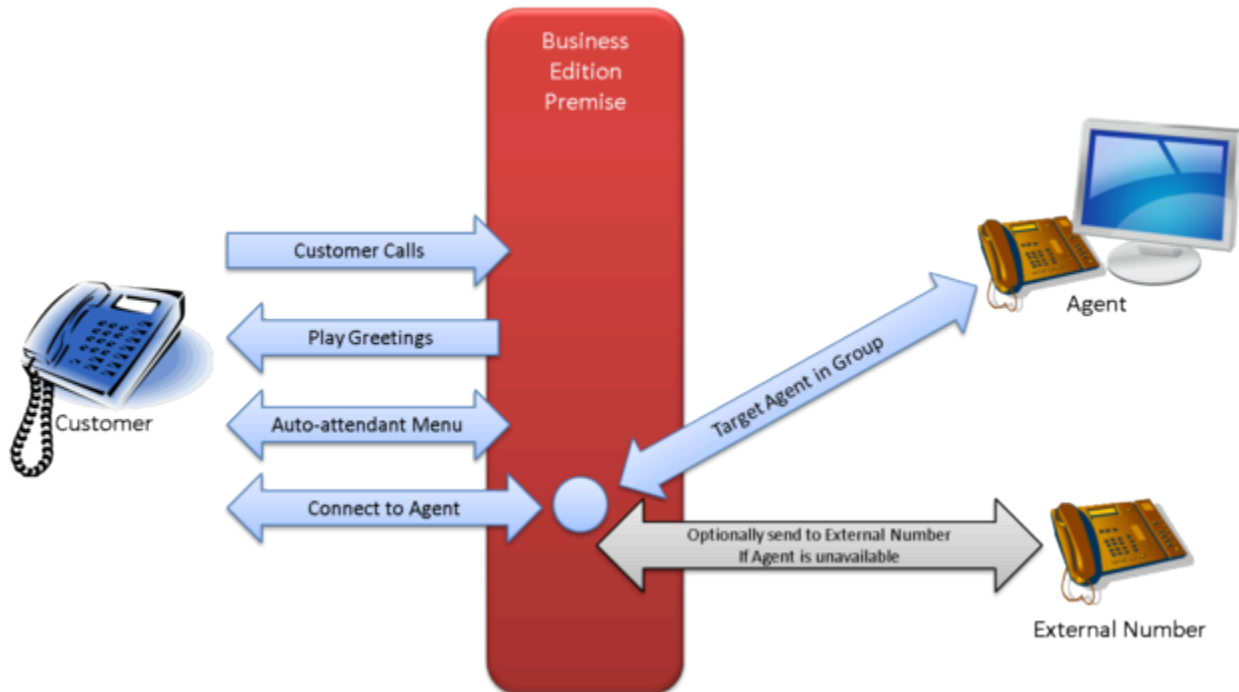 Business
Edition
Premise
Customer Calls
Play Greetings
Auto-attendant Menu
Connect to Agent
Customer
Target Agent in Group
Agent
Optionally send to External Number
If Agent is unavailable
External Number